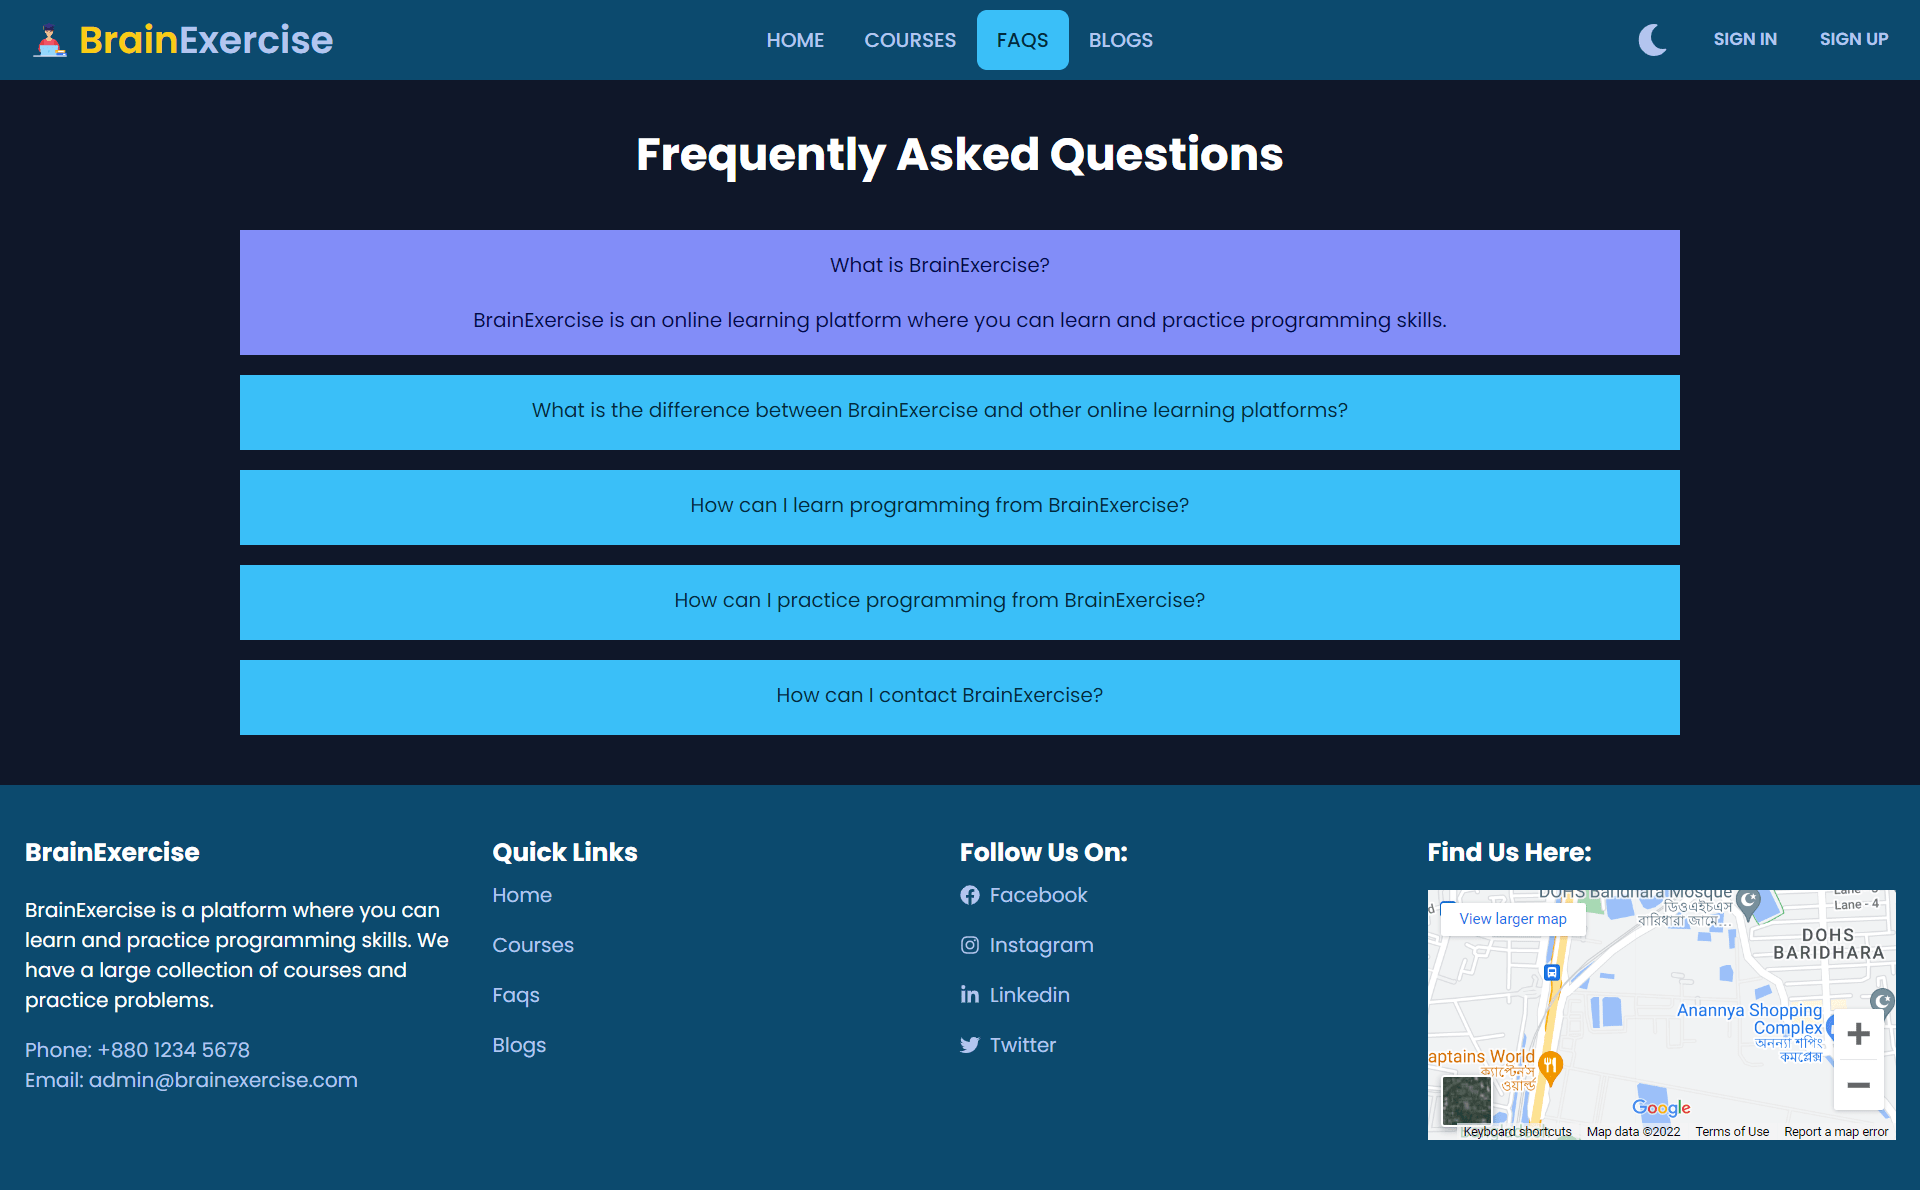 BrainExercise
HOME
COURSES
FAQS
BLOGS
SIGN IN
SIGN UP
Frequently Asked Questions
What is BrainExercise?
BrainExercise is an online learning platform where you can learn and practice programming skills.
What is the difference between BrainExercise and other online learning platforms?
How can I learn programming from BrainExercise?
How can I practice programming from BrainExercise?
How can I contact BrainExercise?
BrainExercise
BrainExercise is a platform where you can
learn and practice programming skills. We
have a large collection of courses and
practice problems.
Phone: +880 1234 5678
Email: admin@brainexercise.com
Quick Links
Home
Courses
Faqs
Blogs
Follow Us On:
Facebook
Instagram
Linkedin
Twitter
Find Us Here:
DOHS Baridhara Mosque
ডিওএইচএস
বারিধারা জামে...
View larger map
Lane - 4
DOHS
BARIDHARA
Anannya Shopping
Complex
অনন্যা শপিং
কমপ্লেক্স
aptains World
ক্যাপ্টেন'স
ওয়ার্ল্ড
Google
Keyboard shortcuts
Map data ©2022
Terms of Use
Report a map error